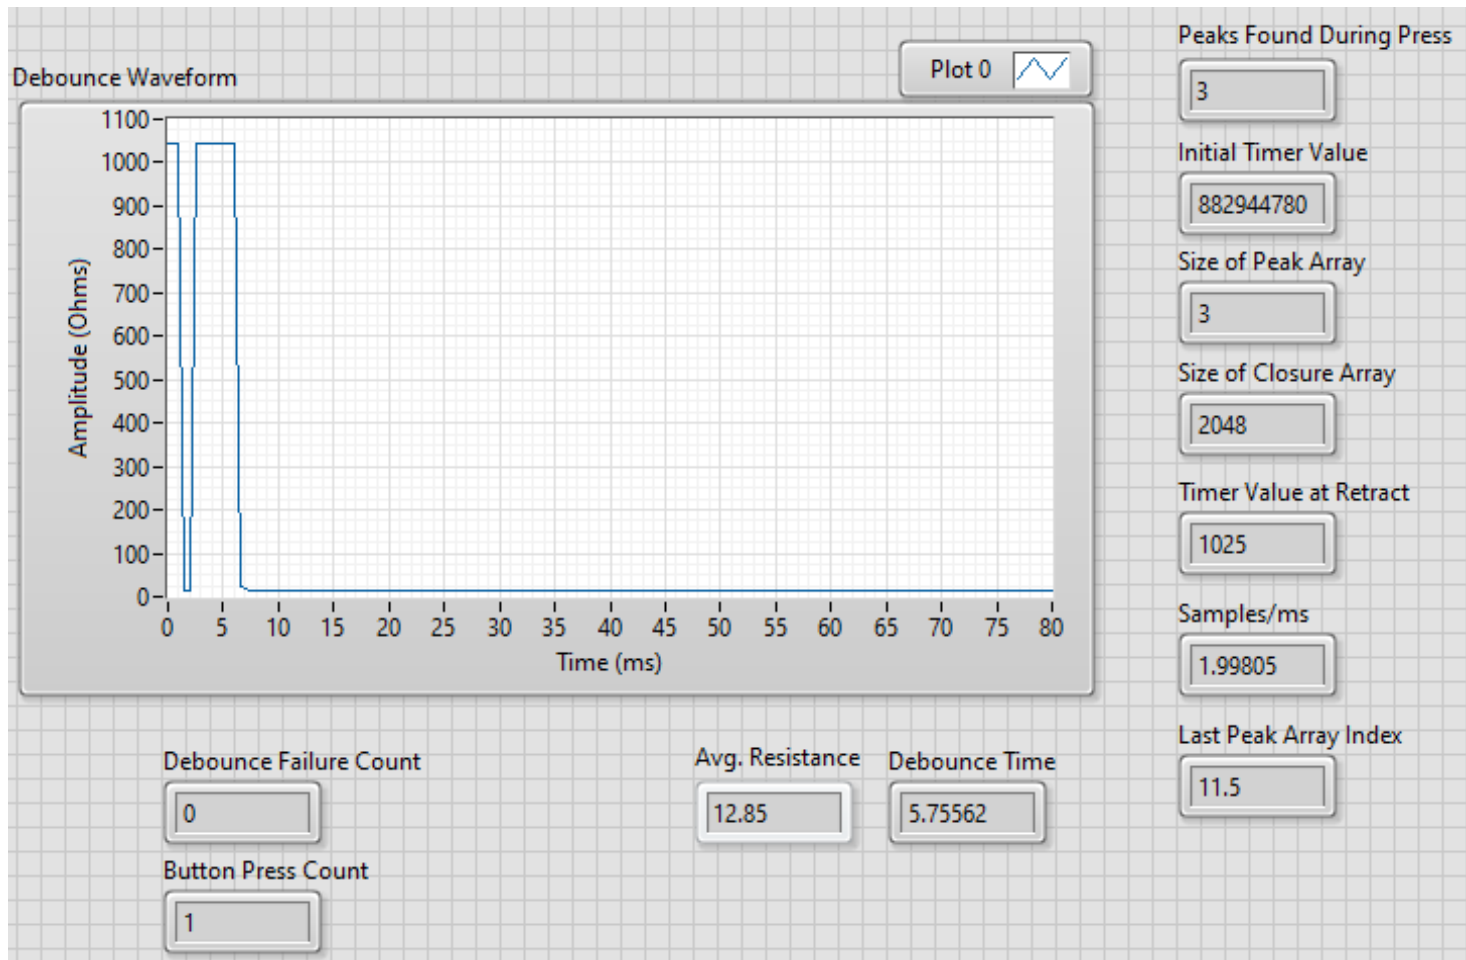 Debounce Waveform
Plot 0
1100
1000
900
800
700
600
500
400
300
200
100
0
Amplitude (Ohms)
0 5 10 15 20 25 30 35 40 45 50 55 60 65 70 75 80
Time (ms)
Peaks Found During Press
3
Initial Timer Value
882944780
Size of Peak Array
3
Size of Closure Array
2048
Timer Value at Retract
1025
Samples/ms
1.99805
Last Peak Array Index
11.5
Debounce Failure Count
0
Button Press Count
1
Avg. Resistance
12.85
Debounce Time
5.75562